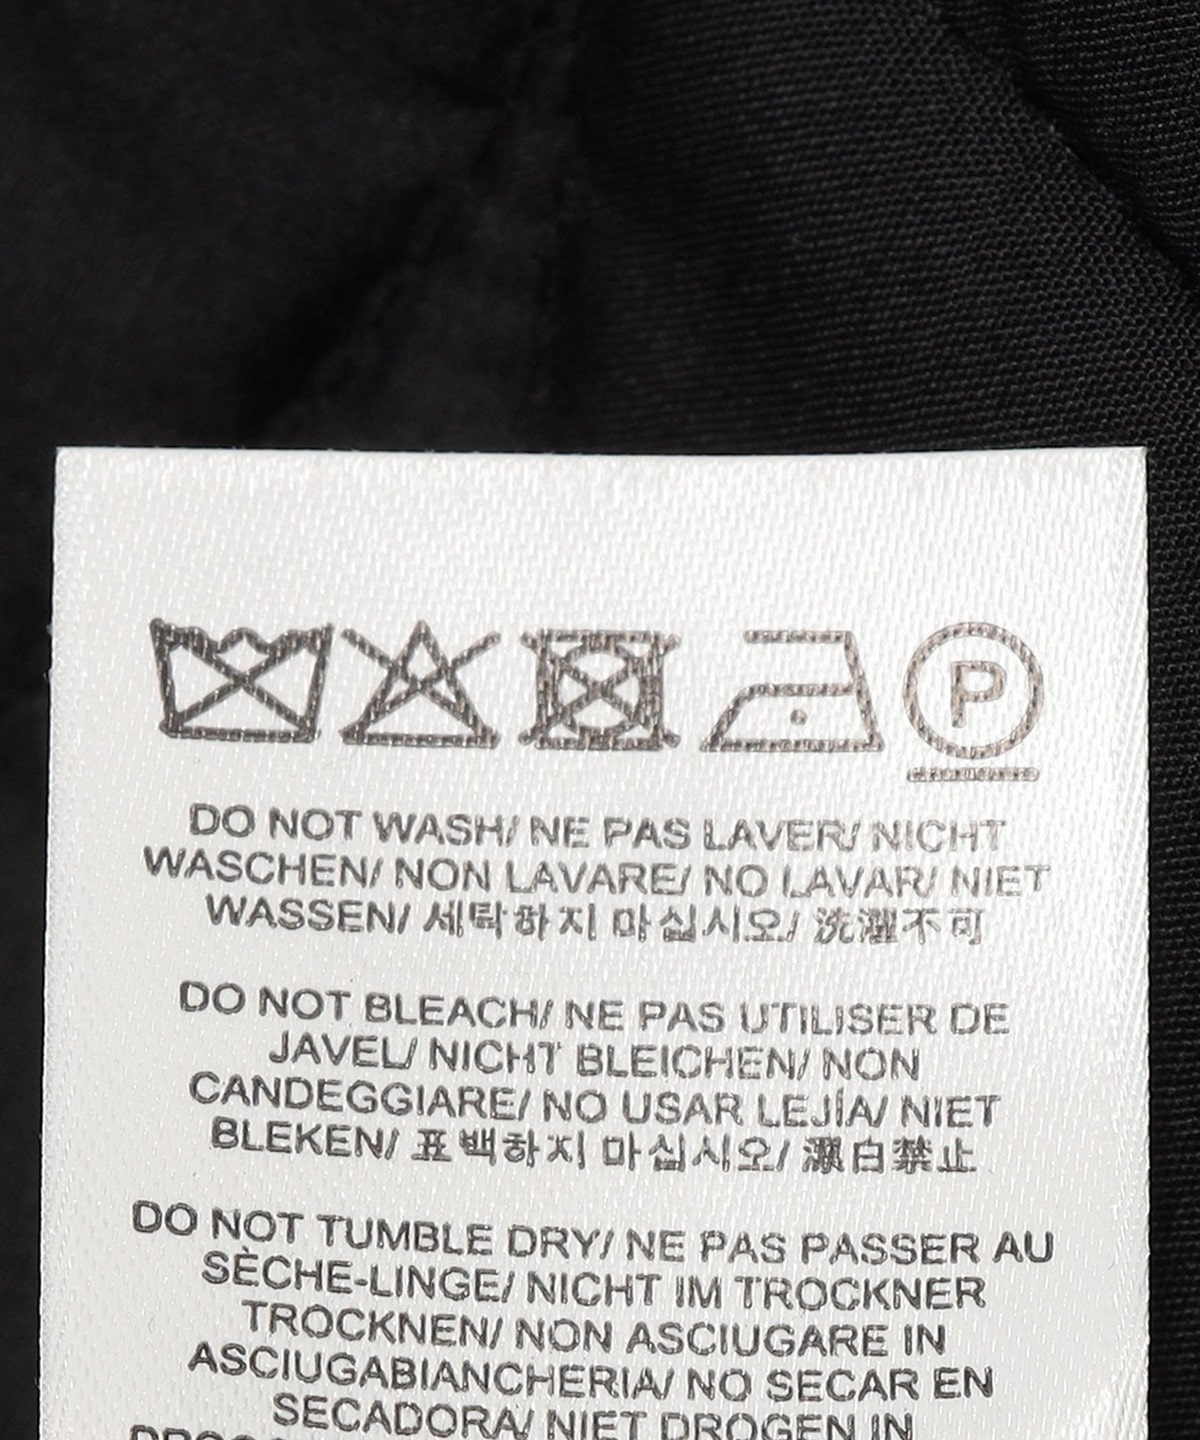 P
DO NOT WASH/ NE PAS LAVER/ NICHT
WASCHEN/ NON LAVARE/ NO LAVAR/ NIET
WASSEN/ 세탁하지 마십시오/ 洗濯不可
DO NOT BLEACH/ NE PAS UTILISER DE
JAVEL/ NICHT BLEICHEN/ NON
CANDEGGIARE/ NO USAR LEJÍA/ NIET
BLEKEN/ 표백하지 마십시오/ 漂白禁止
DO NOT TUMBLE DRY/ NE PAS PASSER AU
SÈCHE-LINGE/ NICHT IM TROCKNER
TROCKNEN/ NON ASCIUGARE IN
ASCIUGABIANCHERIA/ NO SECAR EN
SECADORA/ NIET DROGEN IN